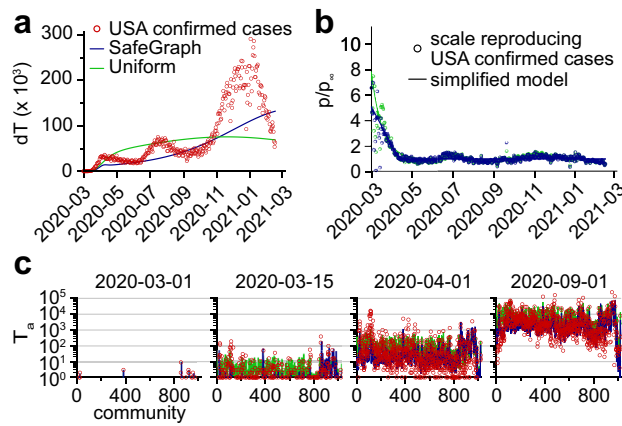 a
USA confirmed cases
SafeGraph
Uniform
dT (x 10³)
300
200
100
0
2020-03
2020-05
2020-07
2020-09
2020-11
2021-01
2021-03
b
scale reproducing
USA confirmed cases
simplified model
p/p∞
10
8
6
4
2
0
2020-03
2020-05
2020-07
2020-09
2020-11
2021-01
2021-03
c
2020-03-01 2020-03-15 2020-04-01 2020-09-01
Tₐ
10⁵
10⁴
10³
10²
10¹
10⁰
0 400 800 0 400 800 0 400 800 0 400 800
community